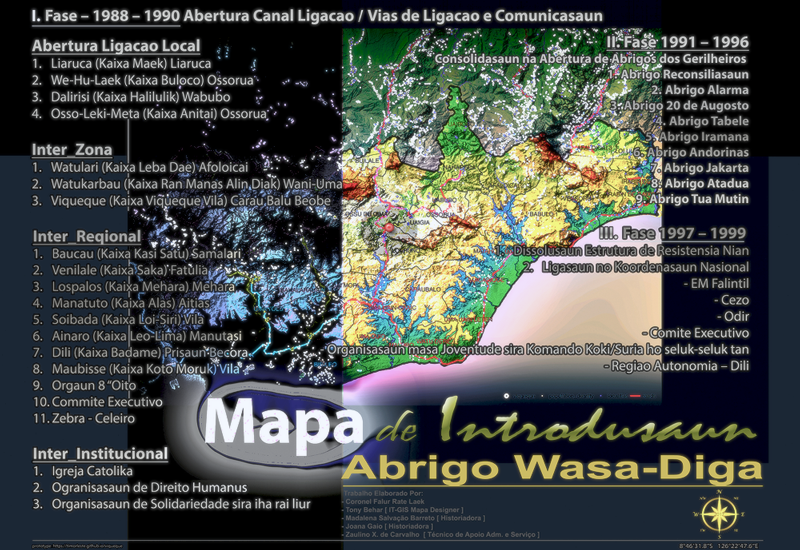 I. Fase – 1988 – 1990 Abertura Canal Ligacao / Vias de Ligacao e Comunicasaun
Abertura Ligacao Local
1. Liaruca (Kaixa Maek) Liaruca
2. We-Hu-Laek (Kaixa Buloco) Ossorua
3. Dalirisi (Kaixa Halilulik) Wabubo
4. Osso-Leki-Meta (Kaixa Anitai) Ossorua
Inter_Zona
1. Watulari (Kaixa Leba Dae) Afoloicai
2. Watukarbau (Kaixa Ran Manas Alin Diak) Wani-Uma
3. Viqueque (Kaixa Viqueque Vila) Carau Balu Beobe
Inter_Regional
1. Baucau (Kaixa Kasi Satu) Samalari
2. Venilale (Kaixa Saka) Fatulia
3. Lospalos (Kaixa Mehara) Mehara
4. Manatuto (Kaixa Alas) Aitias
5. Soibada (Kaixa Loi-Siri) Vila
6. Ainaro (Kaixa Leo-Lima) Manutasi
7. Dili (Kaixa Badame) Prisaun Becora
8. Maubisse (Kaixa Koto Moruk) Vila
9. Orgaun 8 “Oito
10. Commite Executivo
11. Zebra - Celeiro
Inter_Institucional
1. Igreja Catolika
2. Ogranisasaun de Direito Humanus
3. Organisasaun de Solidariedade sira iha rai liur
II. Fase 1991 – 1996
Consolidasaun na Abertura de Abrigos dos Gerilheiros
1. Abrigo Reconsiliasaun
2. Abrigo Alarma
3. Abrigo 20 de Augosto
4. Abrigo Tabele
5. Abrigo Iramana
6. Abrigo Andorinas
7. Abrigo Jakarta
8. Abrigo Atadua
9. Abrigo Tua Mutin
III. Fase 1997 – 1999
1. Dissolusaun Estrutura de Resistensia Nian
2. Ligasaun no Koordenasaun Nasional
- EM Falintil
- Cezo
- Odir
- Comite Executivo
'Organisasaun masa Joventude sira Komando Koki/Suria ho seluk-seluk tan
- Regiao Autonomia – Dili
Mapa de Introdusaun
Abrigo Wasa-Diga
Trabalho Elaborado Por:
- Coronel Falur Rate Laek
- Tony Behar [ IT-GIS Mapa Designer ]
- Madalena Salvação Barreto [ Historiadora ]
- Joana Gaio [ Historiadora ]
- Zaulino X. de Carvalho [ Técnico de Apoio Adm. e Serviço ]
8°46'31.8"S 126°22'47.6"E